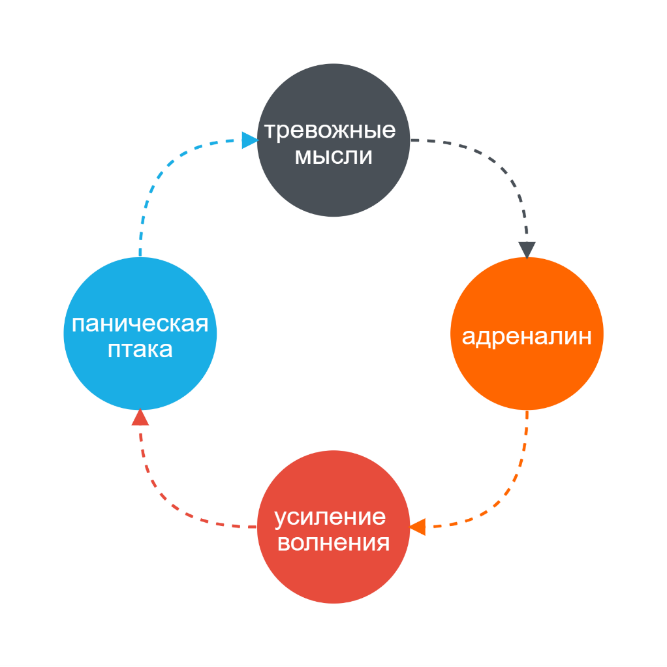 тревожные
мысли
адреналин
усиление
волнения
паническая
птака